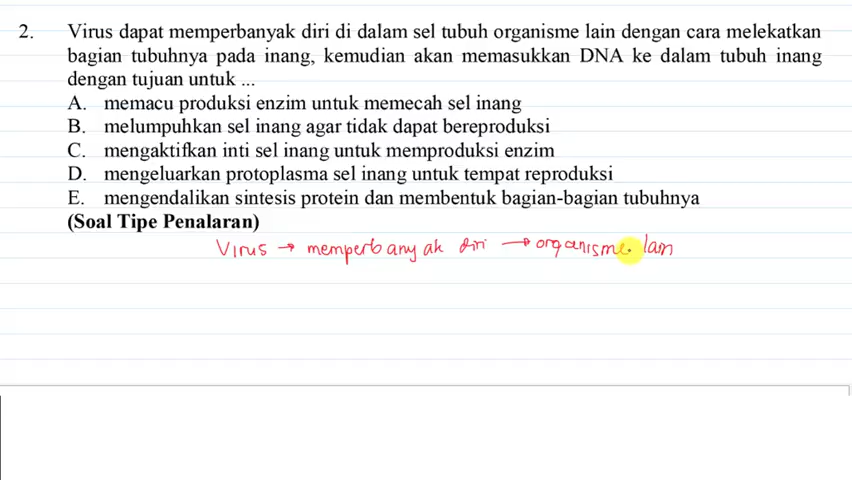 2. Virus dapat memperbanyak diri di dalam sel tubuh organisme lain dengan cara melekatkan
bagian tubuhnya pada inang, kemudian akan memasukkan DNA ke dalam tubuh inang
dengan tujuan untuk ...
A. memacu produksi enzim untuk memecah sel inang
B. melumpuhkan sel inang agar tidak dapat bereproduksi
C. mengaktifkan inti sel inang untuk memproduksi enzim
D. mengeluarkan protoplasma sel inang untuk tempat reproduksi
E. mengendalikan sintesis protein dan membentuk bagian-bagian tubuhnya
(Soal Tipe Penalaran)
Virus → memperbanyak diri → organisme lain